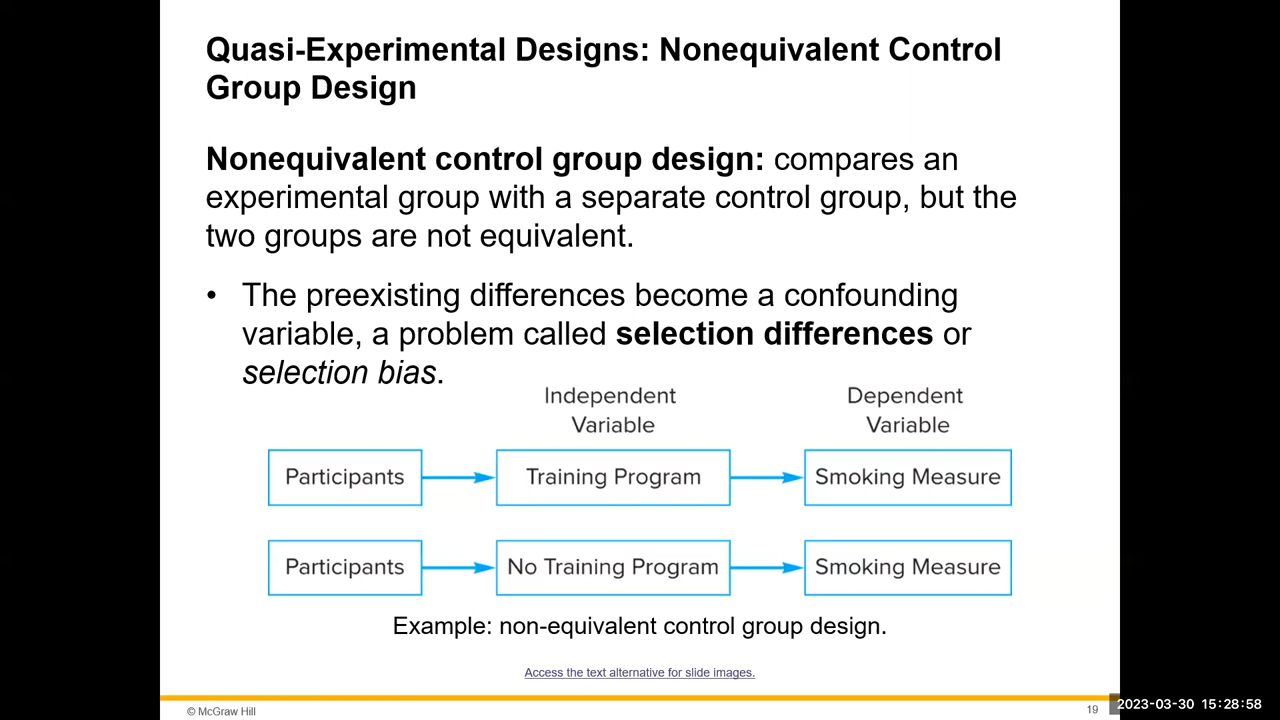 Quasi-Experimental Designs: Nonequivalent Control
Group Design
Nonequivalent control group design: compares an
experimental group with a separate control group, but the
two groups are not equivalent.
• The preexisting differences become a confounding
variable, a problem called selection differences or
selection bias.
Independent
Variable
Dependent
Variable
Participants
Training Program
Smoking Measure
Participants
No Training Program
Smoking Measure
Example: non-equivalent control group design.
Access the text alternative for slide images.
© McGraw Hill
19
2023-03-30 15:28:58